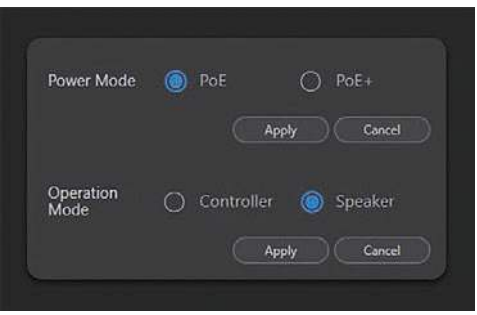 Power Mode PoE PoE+
Apply Cancel
Operation
Mode Controller Speaker
Apply Cancel